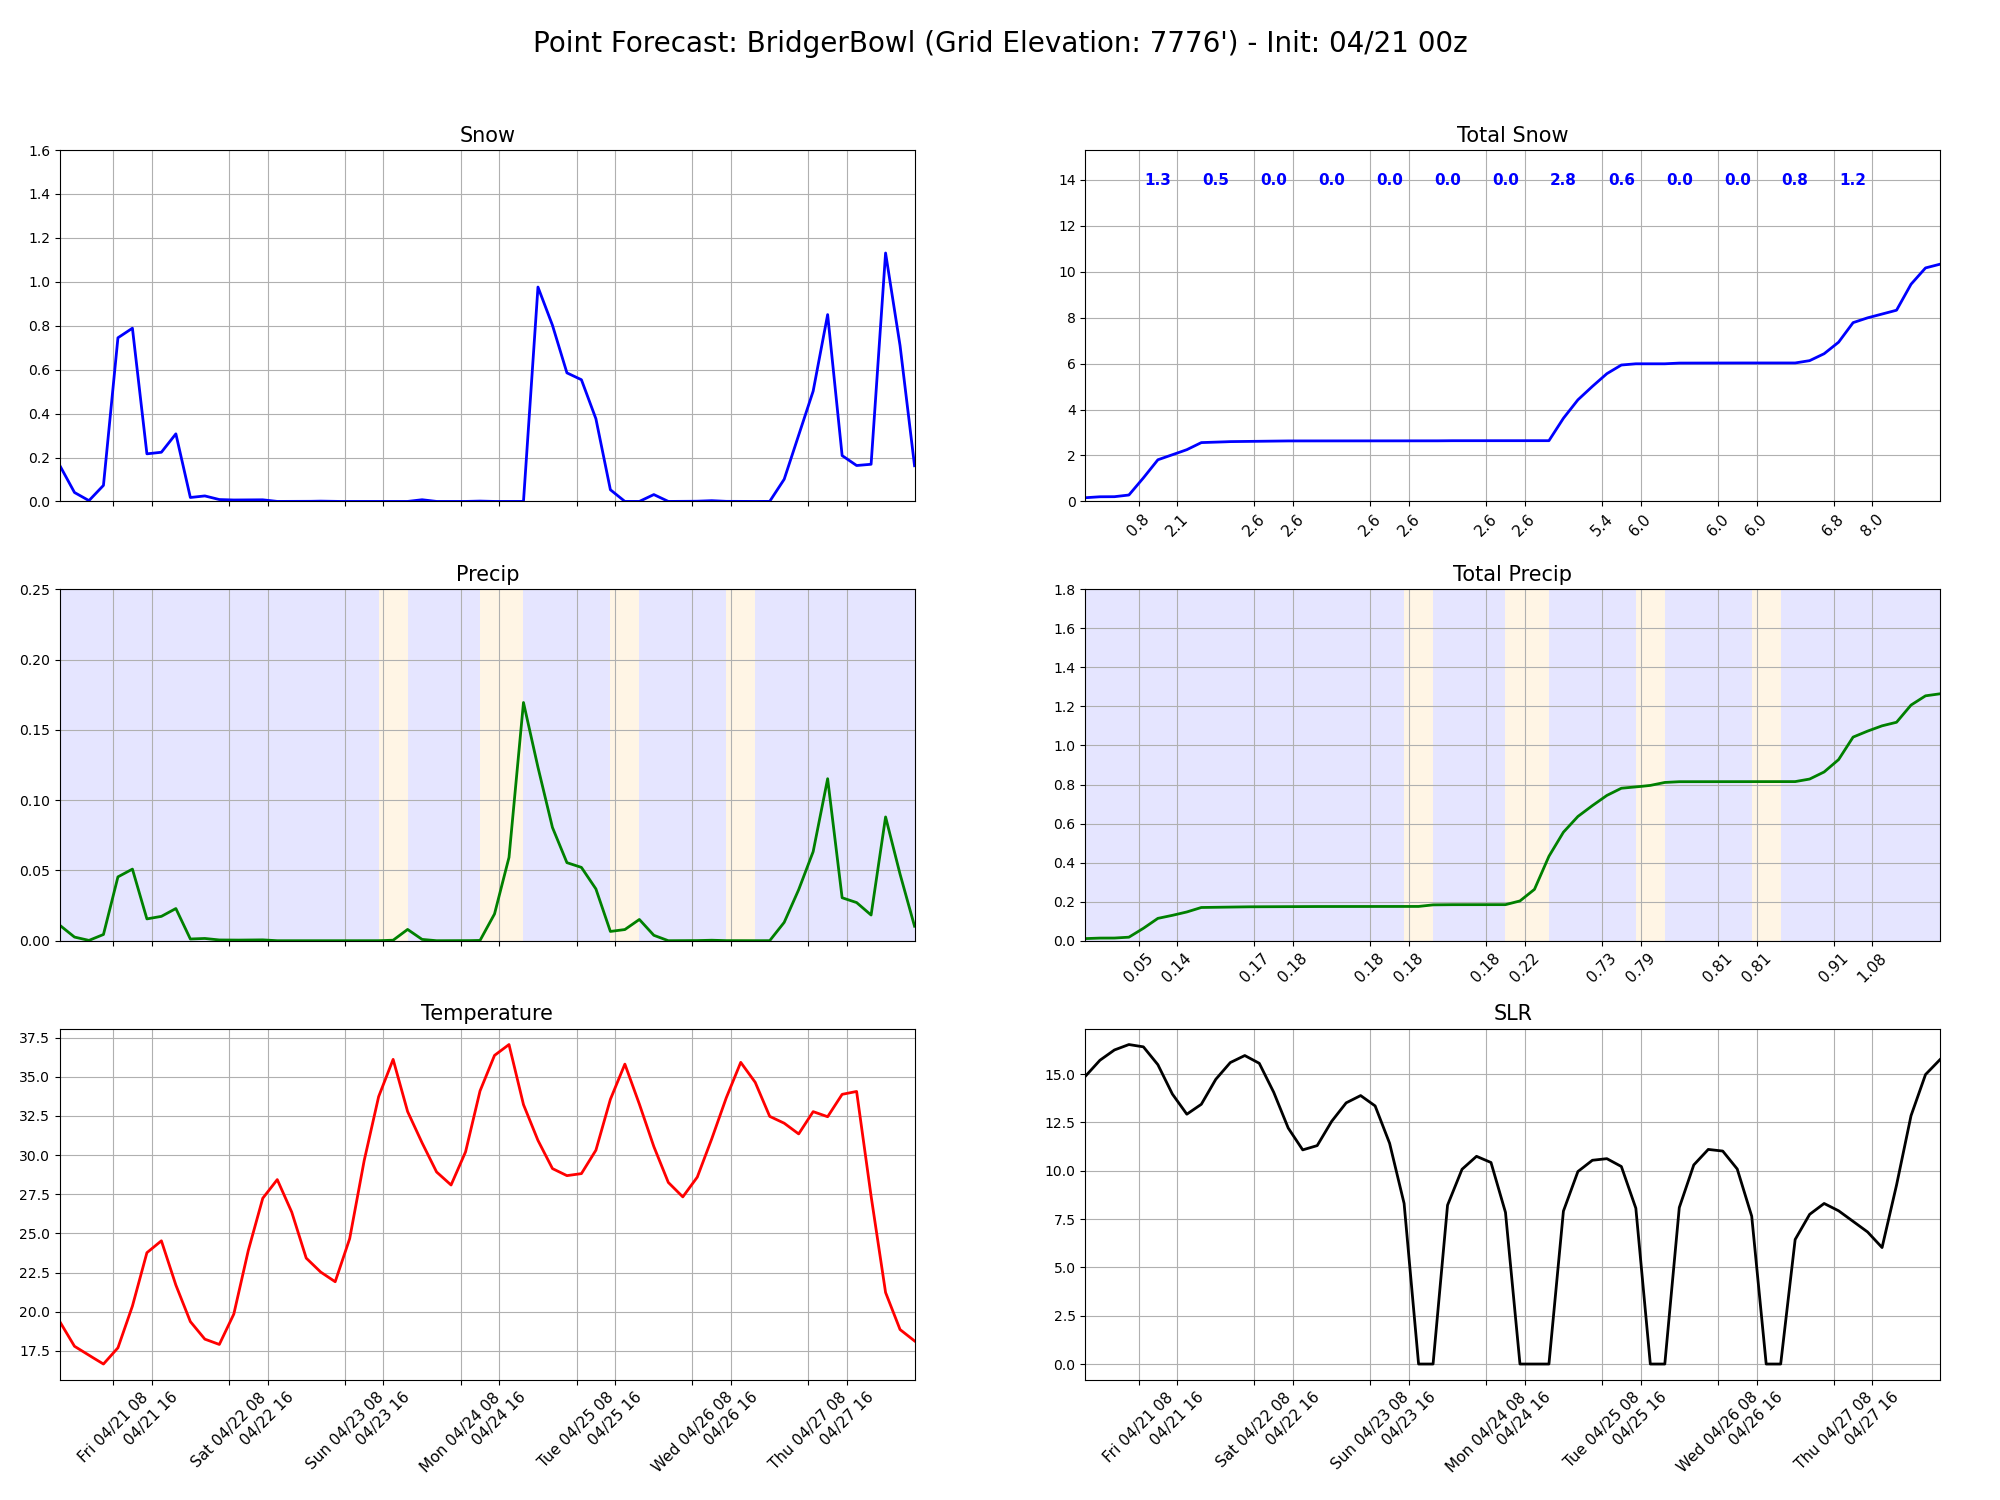 Point Forecast: BridgerBowl (Grid Elevation: 7776') - Init: 04/21 00z
Snow
1.6
1.4
1.2
1.0
0.8
0.6
0.4
0.2
0.0
Total Snow
14
12
10
8
6
4
2
0
1.3 0.5 0.0 0.0 0.0 0.0 0.0 2.8 0.6 0.0 0.0 0.8 1.2
0.8 2.1 2.6 2.6 2.6 2.6 2.6 2.6 5.4 6.0 6.0 6.0 6.8 8.0
Precip
0.25
0.20
0.15
0.10
0.05
0.00
Total Precip
1.8
1.6
1.4
1.2
1.0
0.8
0.6
0.4
0.2
0.0
0.05 0.14 0.17 0.18 0.18 0.18 0.18 0.22 0.73 0.79 0.81 0.81 0.91 1.08
Temperature
37.5
35.0
32.5
30.0
27.5
25.0
22.5
20.0
17.5
Fri 04/21 08
04/21 16
Sat 04/22 08
04/22 16
Sun 04/23 08
04/23 16
Mon 04/24 08
04/24 16
Tue 04/25 08
04/25 16
Wed 04/26 08
04/26 16
Thu 04/27 08
04/27 16
SLR
15.0
12.5
10.0
7.5
5.0
2.5
0.0
Fri 04/21 08
04/21 16
Sat 04/22 08
04/22 16
Sun 04/23 08
04/23 16
Mon 04/24 08
04/24 16
Tue 04/25 08
04/25 16
Wed 04/26 08
04/26 16
Thu 04/27 08
04/27 16